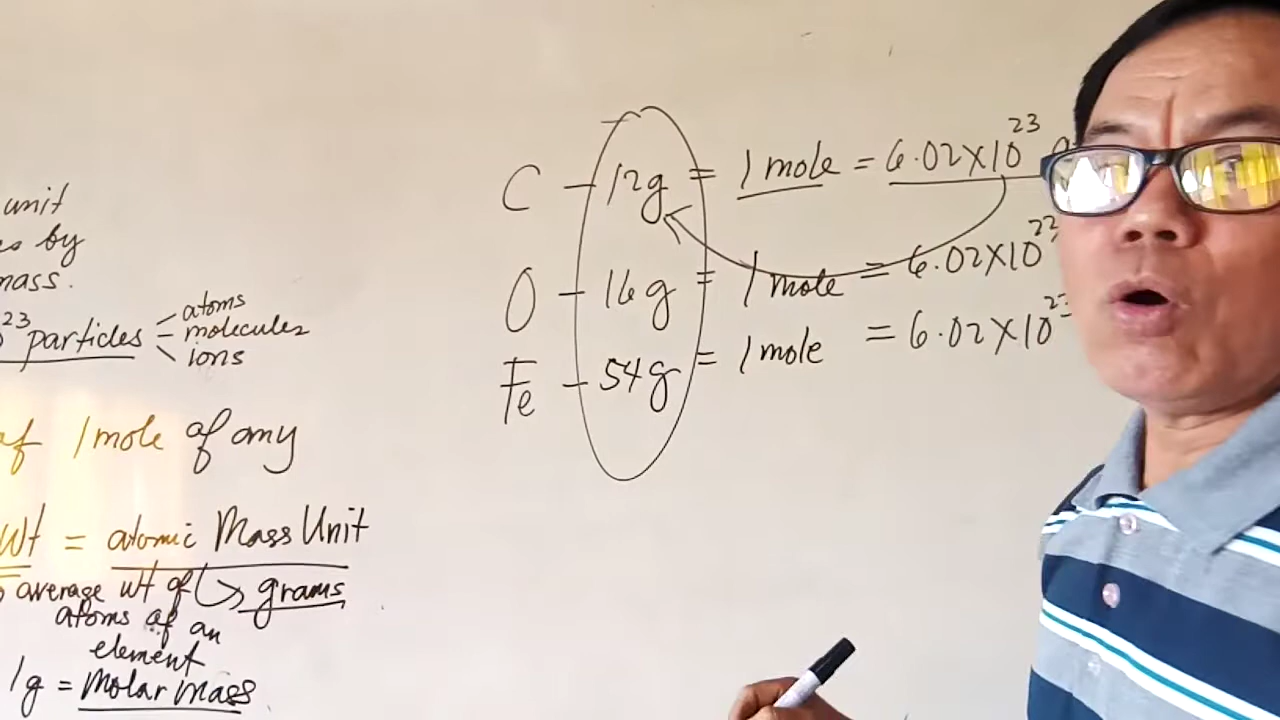 unit
es by
mass.
23 particles - atoms
- molecules
- ions
of 1 mole of any
Wt = atomic Mass Unit
average wt of grams
atoms of an
element
1g = Molar mass
C - 12g = 1 mole = 6.02×10²³
O - 16g = 1 mole = 6.02×10²³
Fe - 54g = 1 mole = 6.02×10²³